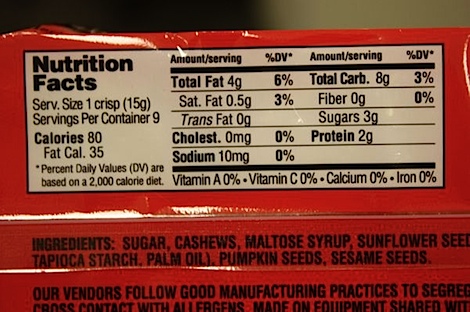 Nutrition Facts
Serv. Size 1 crisp (15g)
Servings Per Container 9
Calories 80
Fat Cal. 35
*Percent Daily Values (DV) are
based on a 2,000 calorie diet.
Amount/serving %DV* Amount/serving %DV*
Total Fat 4g 6% Total Carb. 8g 3%
Sat. Fat 0.5g 3% Fiber 0g 0%
Trans Fat 0g Sugars 3g
Cholest. 0mg 0% Protein 2g
Sodium 10mg 0%
Vitamin A 0% • Vitamin C 0% • Calcium 0% • Iron 0%
INGREDIENTS: SUGAR, CASHEWS, MALTOSE SYRUP, SUNFLOWER SEED
TAPIOCA STARCH, PALM OIL), PUMPKIN SEEDS, SESAME SEEDS.
OUR VENDORS FOLLOW GOOD MANUFACTURING PRACTICES TO SEGREG
CROSS CONTACT WITH ALLERGENS. MADE ON EQUIPMENT SHARED WIT